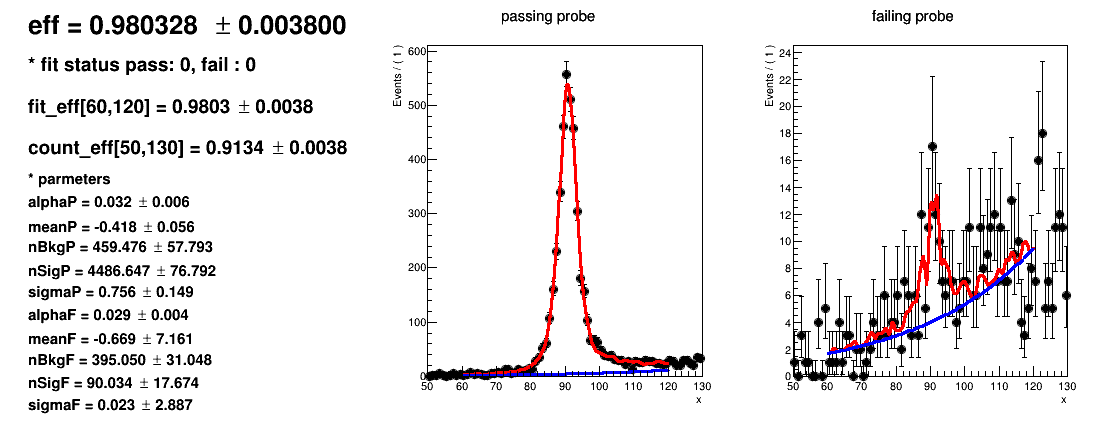 eff = 0.980328 ± 0.003800
* fit status pass: 0, fail : 0
fit_eff[60,120] = 0.9803 ± 0.0038
count_eff[50,130] = 0.9134 ± 0.0038
* parmeters
alphaP = 0.032 ± 0.006
meanP = -0.418 ± 0.056
nBkgP = 459.476 ± 57.793
nSigP = 4486.647 ± 76.792
sigmaP = 0.756 ± 0.149
alphaF = 0.029 ± 0.004
meanF = -0.669 ± 7.161
nBkgF = 395.050 ± 31.048
nSigF = 90.034 ± 17.674
sigmaF = 0.023 ± 2.887
passing probe
Events / ( 1 )
600
500
400
300
200
100
0
50 60 70 80 90 100 110 120 130
x
failing probe
Events / ( 1 )
24
22
20
18
16
14
12
10
8
6
4
2
0
50 60 70 80 90 100 110 120 130
x